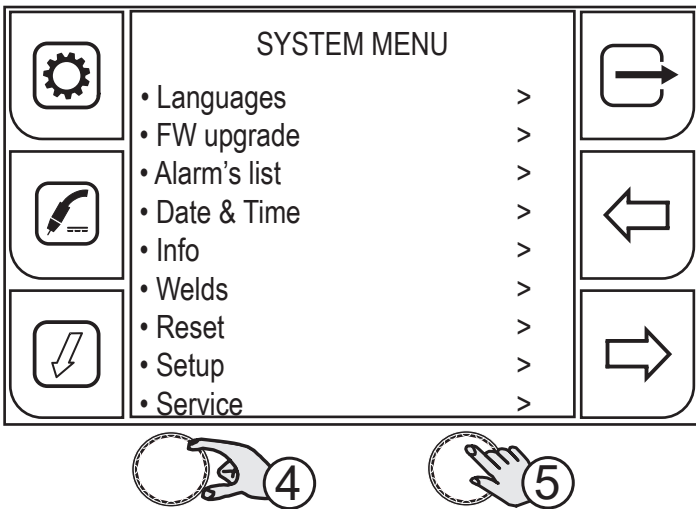 SYSTEM MENU
• Languages >
• FW upgrade >
• Alarm's list >
• Date & Time >
• Info >
• Welds >
• Reset >
• Setup >
• Service >
4 5